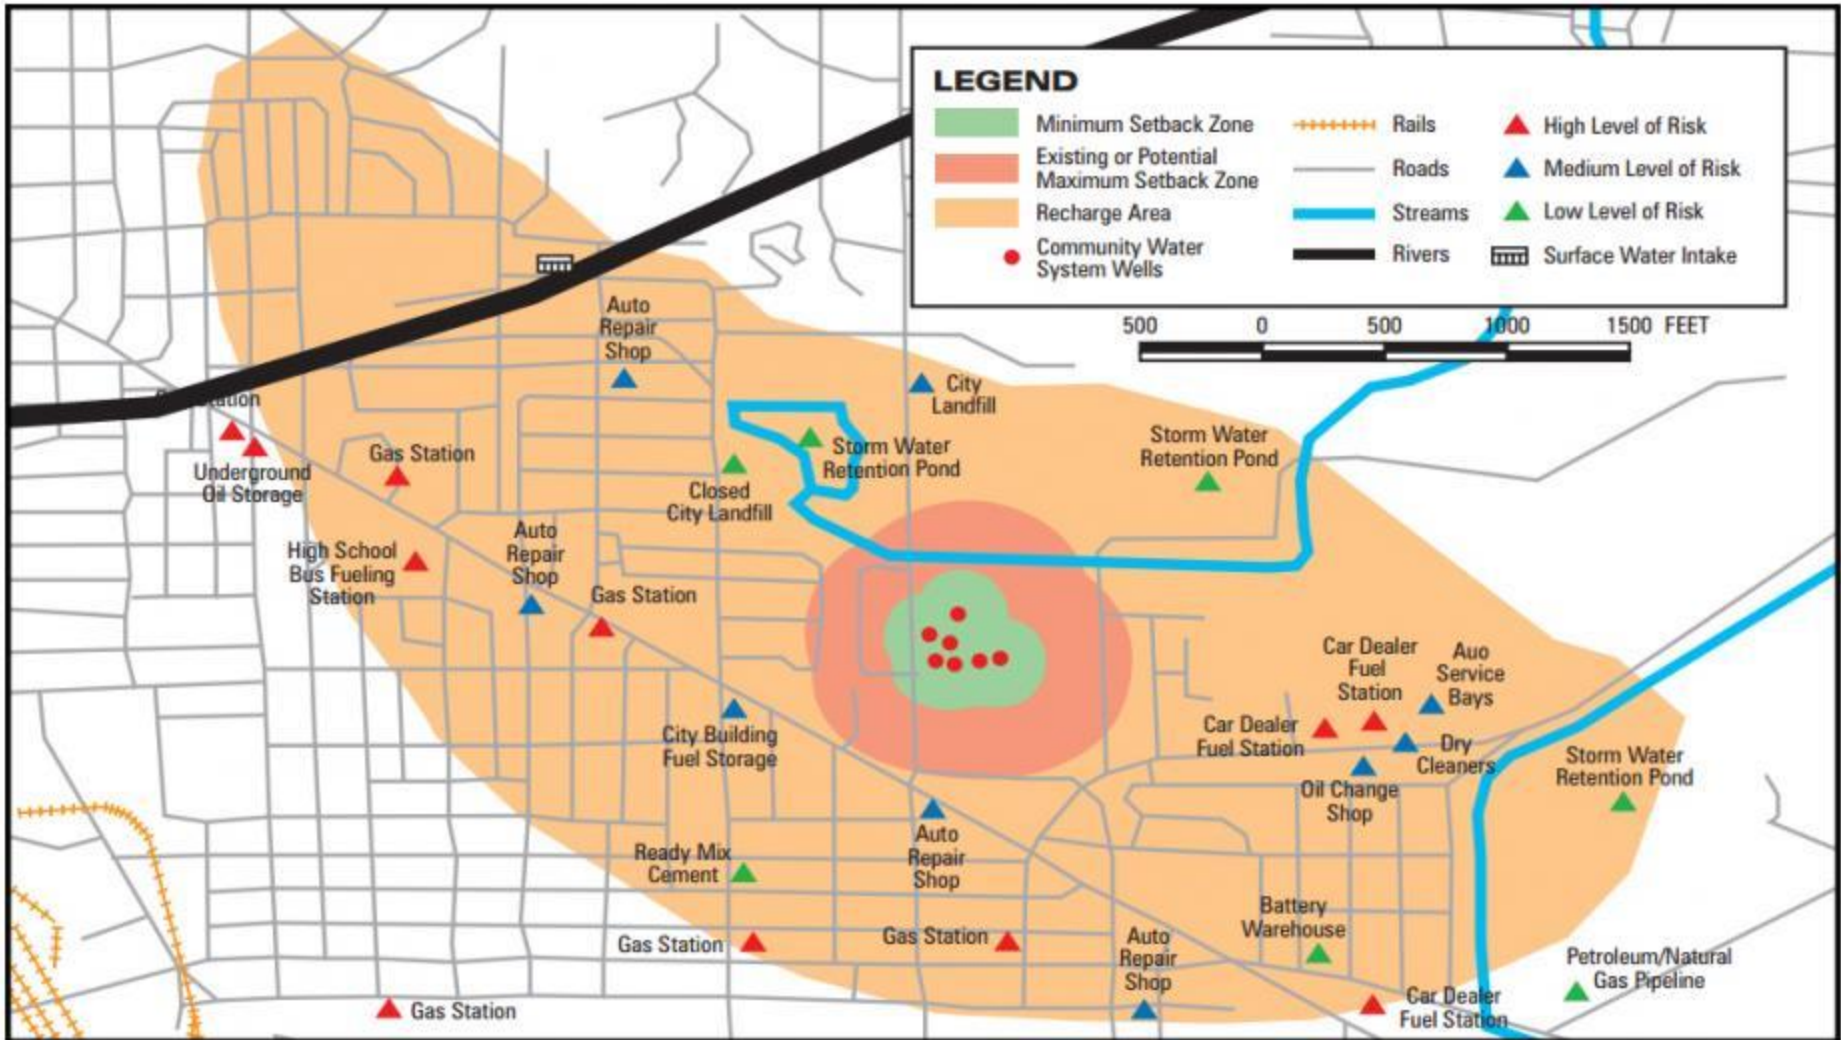 LEGEND
Minimum Setback Zone
Existing or Potential
Maximum Setback Zone
Recharge Area
Community Water
System Wells
Rails
Roads
Streams
Rivers
High Level of Risk
Medium Level of Risk
Low Level of Risk
Surface Water Intake
500 0 500 1000 1500 FEET
Auto
Repair
Shop
City
Landfill
Storm Water
Retention Pond
Storm Water
Retention Pond
Closed
City Landfill
Underground
Oil Storage
Gas Station
High School
Bus Fueling
Station
Auto
Repair
Shop
Gas Station
City Building
Fuel Storage
Car Dealer
Fuel
Station
Auo
Service
Bays
Car Dealer
Fuel Station
Dry
Cleaners
Oil Change
Shop
Storm Water
Retention Pond
Auto
Repair
Shop
Ready Mix
Cement
Gas Station
Gas Station
Battery
Warehouse
Auto
Repair
Shop
Petroleum/Natural
Gas Pipeline
Gas Station
Car Dealer
Fuel Station